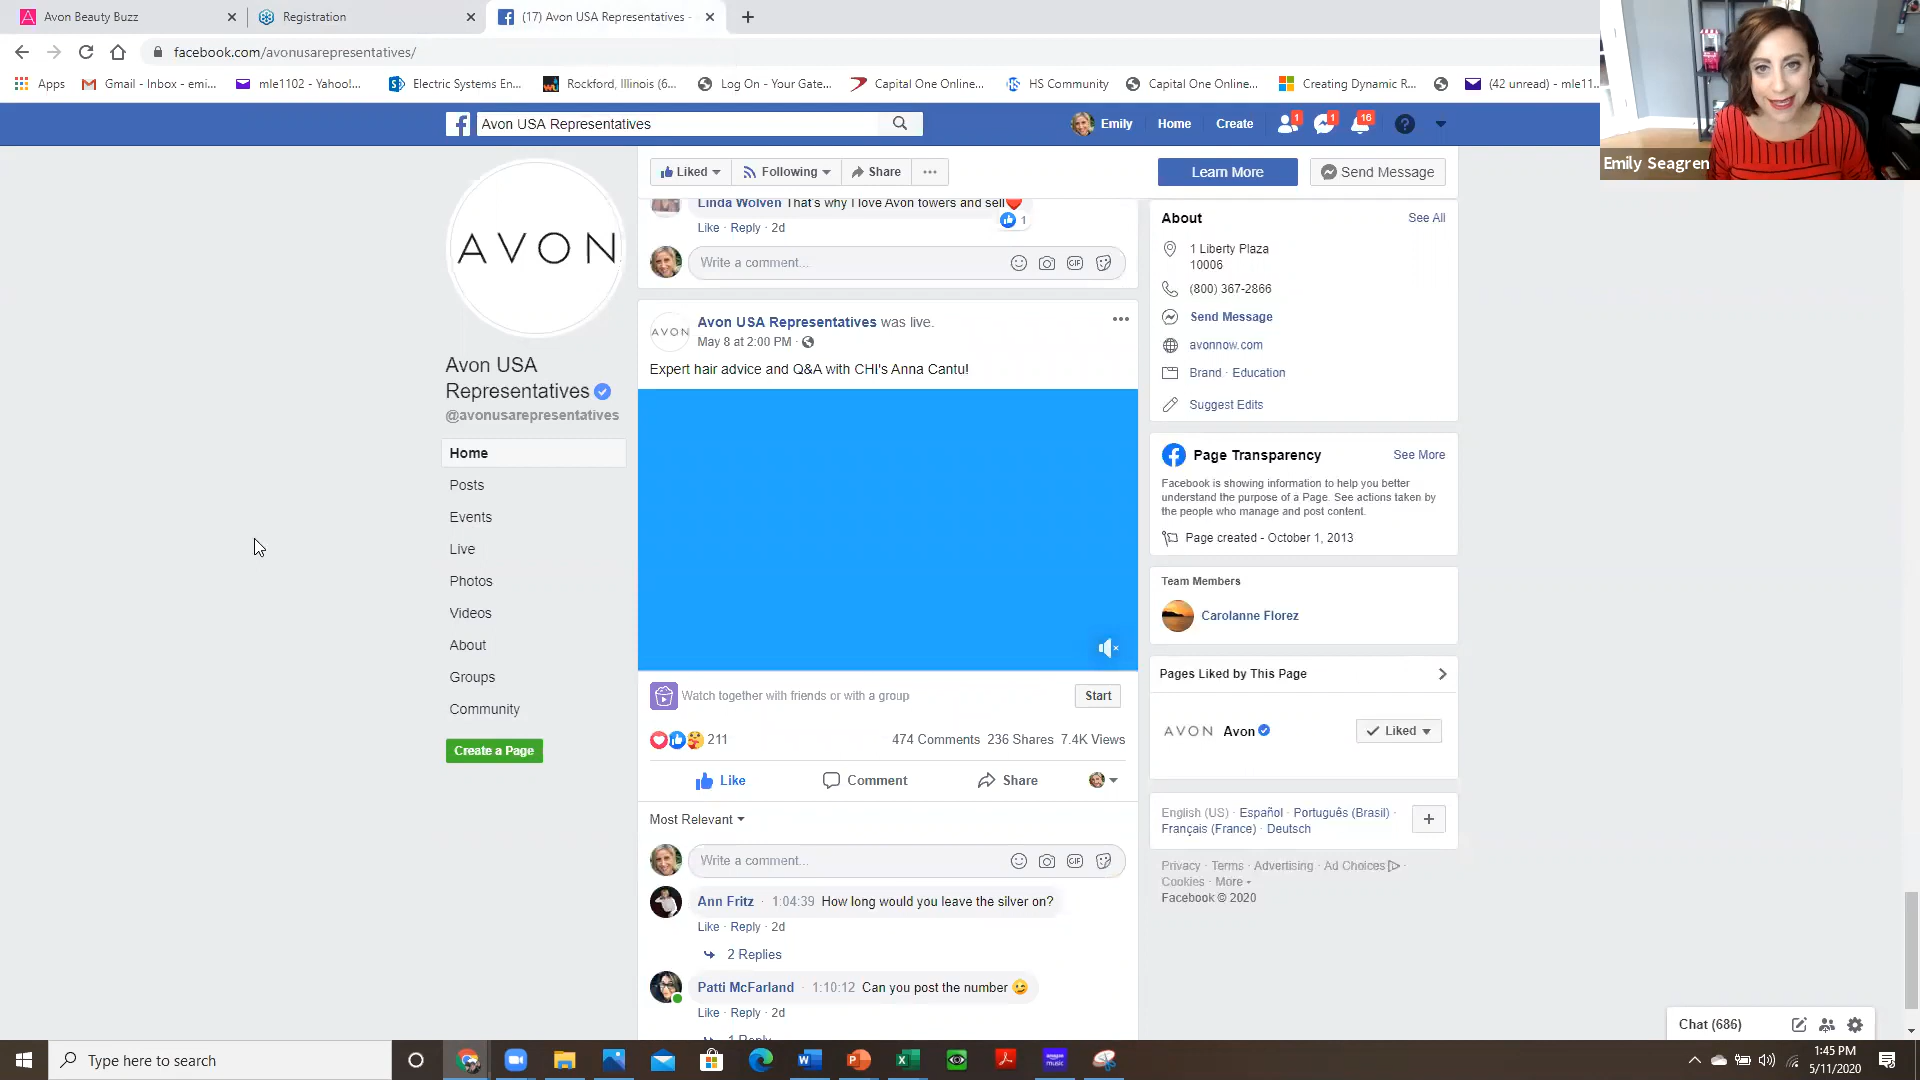 Avon Beauty Buzz
Registration
(17) Avon USA Representatives -
facebook.com/avonusarepresentatives/
Apps
Gmail - Inbox - emi...
mle1102 - Yahoo!...
Electric Systems En...
Rockford, Illinois (6...
Log On - Your Gate...
Capital One Online...
HS Community
Capital One Online...
Creating Dynamic R...
(42 unread) - mle11...
Emily Seagren
Avon USA Representatives
Emily
Home
Create
1
1
16
AVON
Avon USA
Representatives
@avonusarepresentatives
Home
Posts
Events
Live
Photos
Videos
About
Groups
Community
Create a Page
Liked
Following
Share
Learn More
Send Message
Linda Wolven That's why I love Avon towers and sell
1
Like · Reply · 2d
Write a comment...
GIF
AVON
Avon USA Representatives was live.
May 8 at 2:00 PM ·
Expert hair advice and Q&A with CHI's Anna Cantu!
Watch together with friends or with a group
Start
211
474 Comments 236 Shares 7.4K Views
Like
Comment
Share
Most Relevant
Write a comment...
GIF
Ann Fritz · 1:04:39 How long would you leave the silver on?
Like · Reply · 2d
2 Replies
Patti McFarland · 1:10:12 Can you post the number
Like · Reply · 2d
1 Reply
About
See All
1 Liberty Plaza
10006
(800) 367-2866
Send Message
avonnow.com
Brand · Education
Suggest Edits
Page Transparency
See More
Facebook is showing information to help you better
understand the purpose of a Page. See actions taken by
the people who manage and post content.
Page created - October 1, 2013
Team Members
Carolanne Florez
Pages Liked by This Page
AVON
Avon
Liked
English (US) · Español · Português (Brasil) ·
Français (France) · Deutsch
Privacy · Terms · Advertising · Ad Choices ·
Cookies · More
Facebook © 2020
Chat (686)
Type here to search
amazon music
1:45 PM
5/11/2020